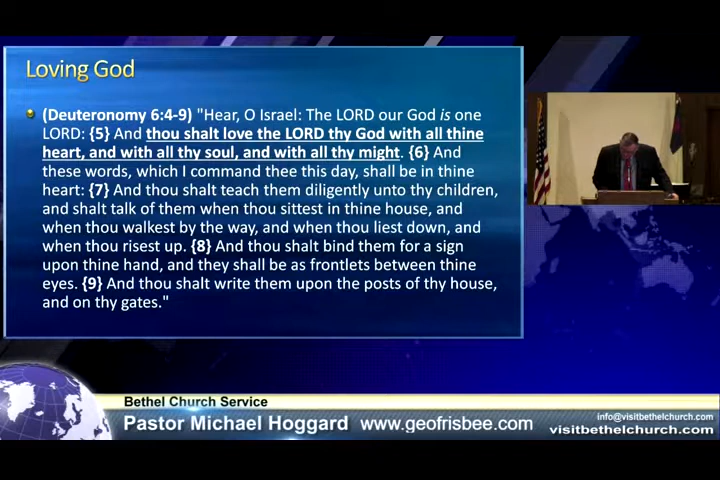 Loving God
(Deuteronomy 6:4-9) "Hear, O Israel: The LORD our God is one
LORD: {5} And thou shalt love the LORD thy God with all thine
heart, and with all thy soul, and with all thy might. {6} And
these words, which I command thee this day, shall be in thine
heart: {7} And thou shalt teach them diligently unto thy children,
and shalt talk of them when thou sittest in thine house, and
when thou walkest by the way, and when thou liest down, and
when thou risest up. {8} And thou shalt bind them for a sign
upon thine hand, and they shall be as frontlets between thine
eyes. {9} And thou shalt write them upon the posts of thy house,
and on thy gates."
Bethel Church Service
Pastor Michael Hoggard www.geofrisbee.com
info@visitbethelchurch.com
visitbethelchurch.com